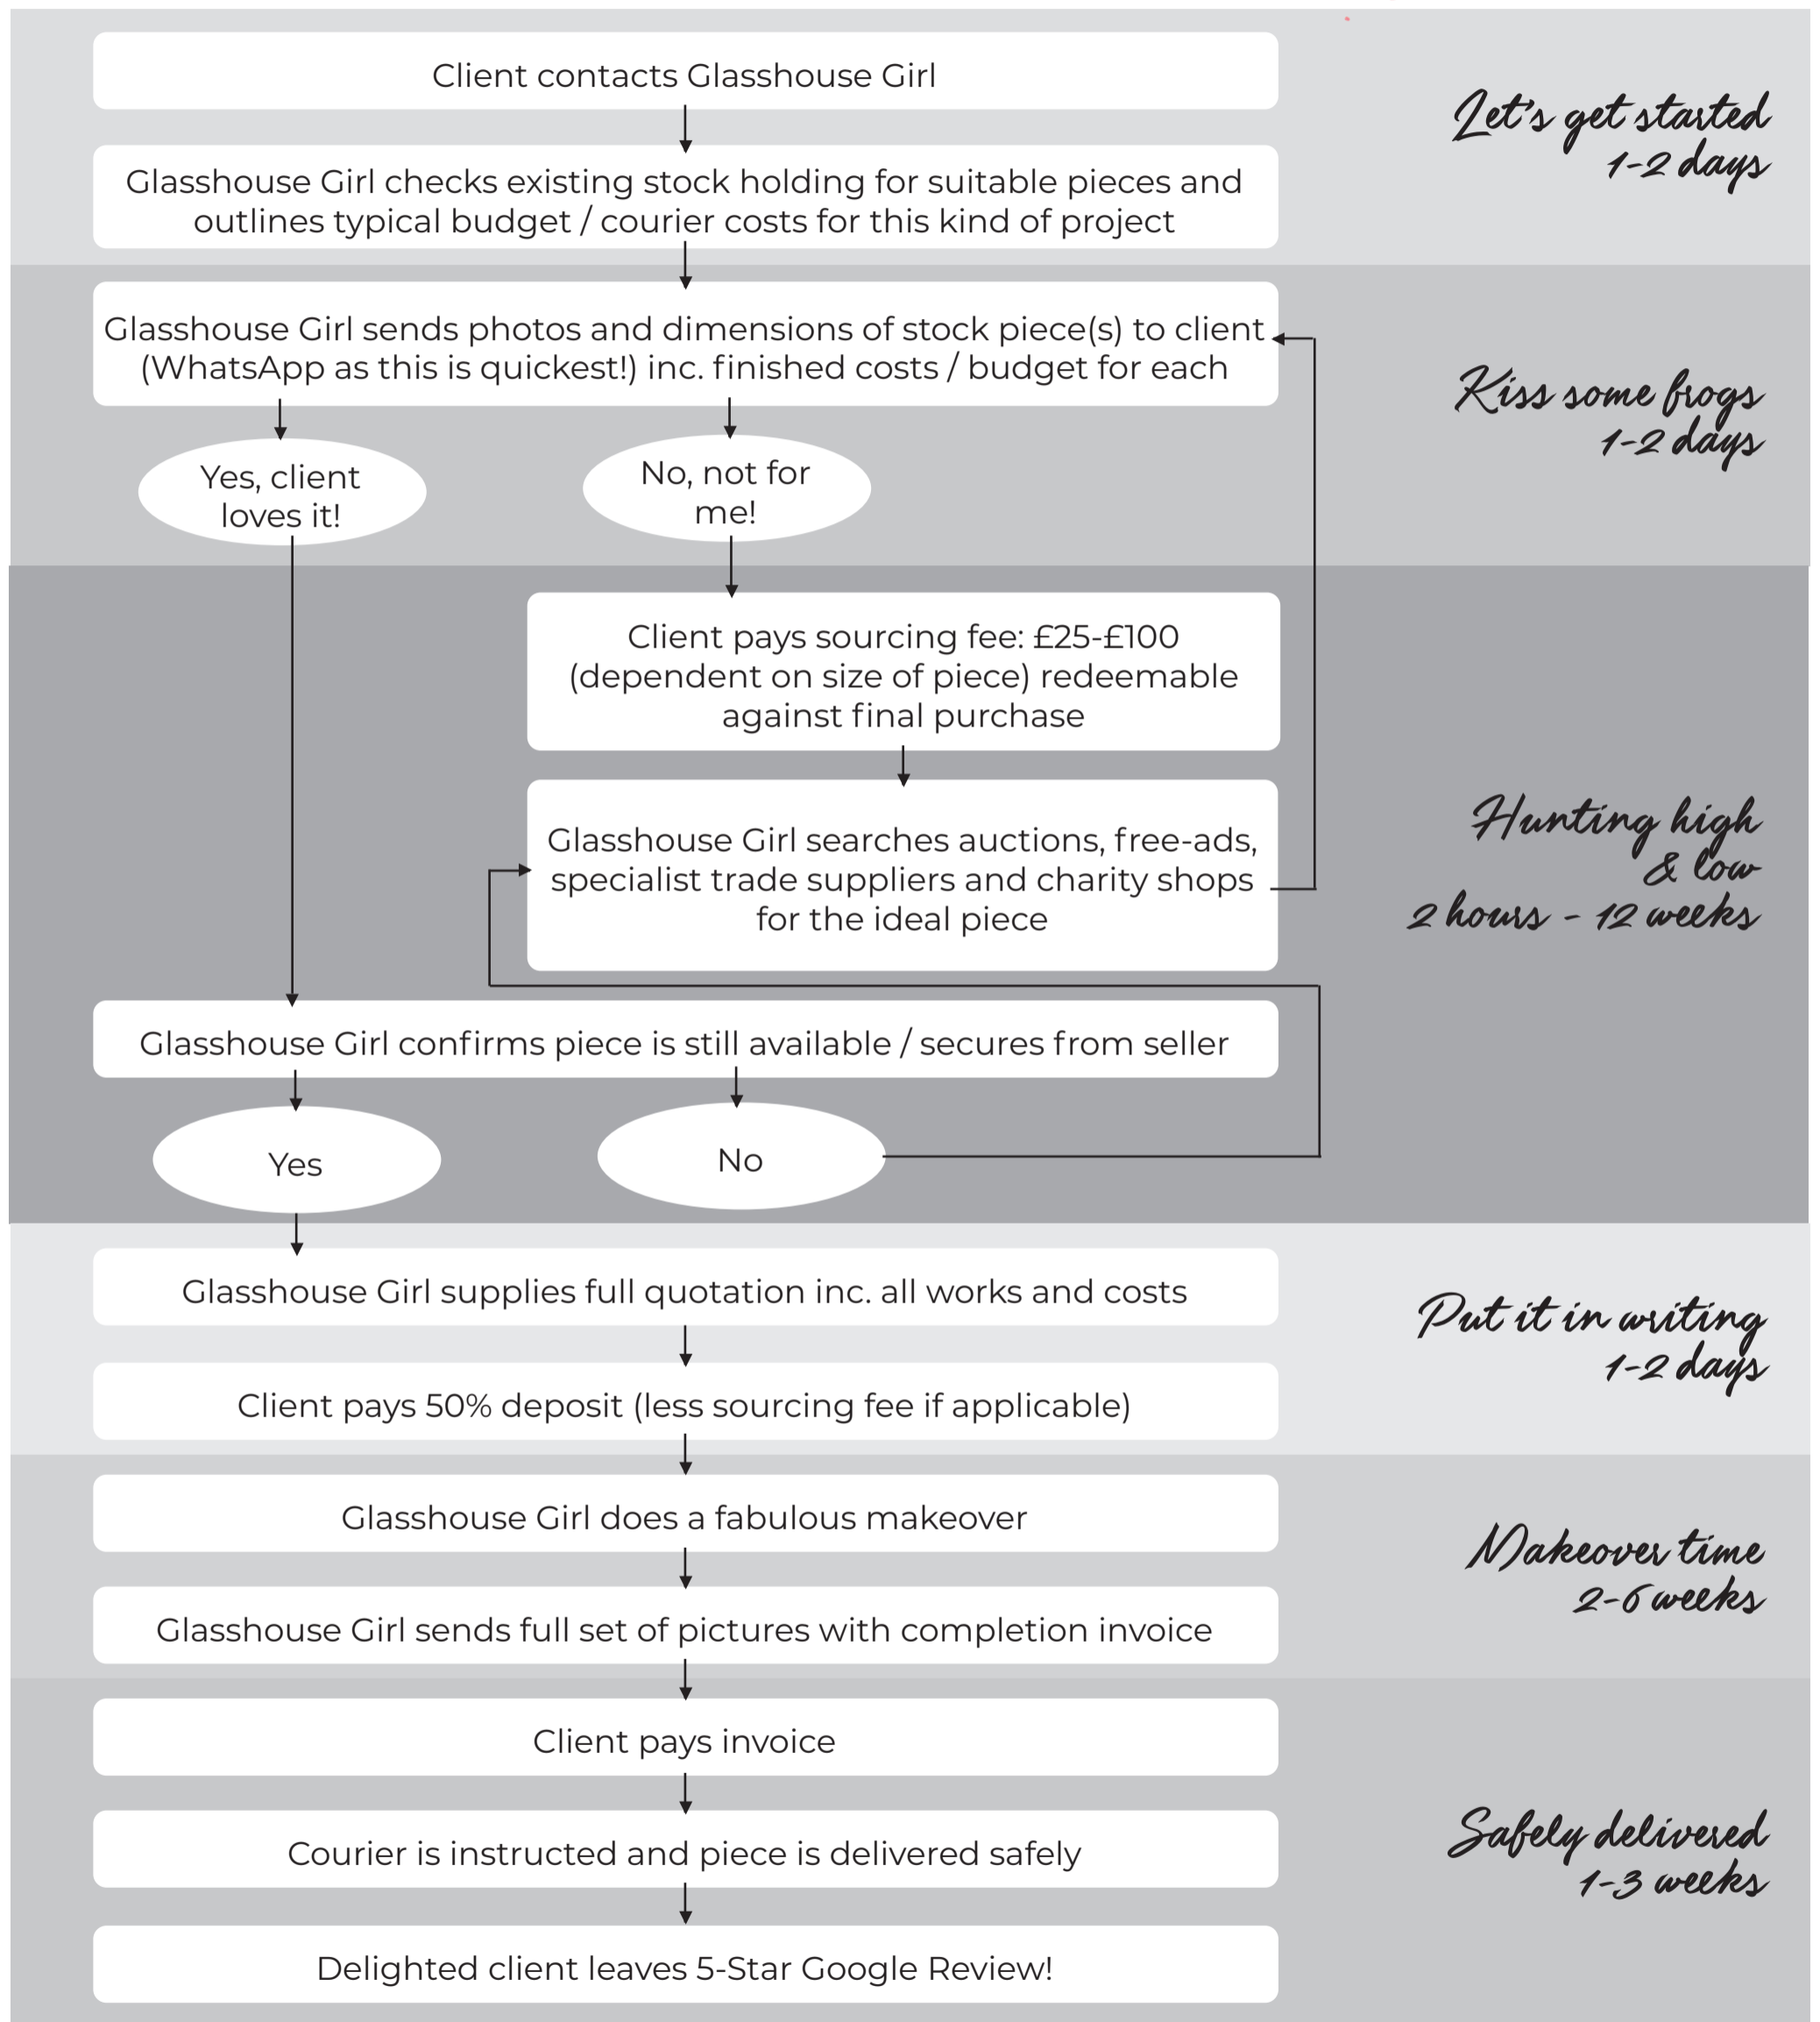 Client contacts Glasshouse Girl
Glasshouse Girl checks existing stock holding for suitable pieces and
outlines typical budget / courier costs for this kind of project
Let's get started
1-2 days
Glasshouse Girl sends photos and dimensions of stock piece(s) to client
(WhatsApp as this is quickest!) inc. finished costs / budget for each
Yes, client
loves it!
No, not for
me!
Kiss some frogs
1-2 days
Client pays sourcing fee: £25-£100
(dependent on size of piece) redeemable
against final purchase
Glasshouse Girl searches auctions, free-ads,
specialist trade suppliers and charity shops
for the ideal piece
Glasshouse Girl confirms piece is still available / secures from seller
Yes
No
Hunting high
& low
2 hours - 12 weeks
Glasshouse Girl supplies full quotation inc. all works and costs
Client pays 50% deposit (less sourcing fee if applicable)
Put it in writing
1-2 days
Glasshouse Girl does a fabulous makeover
Glasshouse Girl sends full set of pictures with completion invoice
Makeover time
2-6 weeks
Client pays invoice
Courier is instructed and piece is delivered safely
Delighted client leaves 5-Star Google Review!
Safely delivered
1-3 weeks